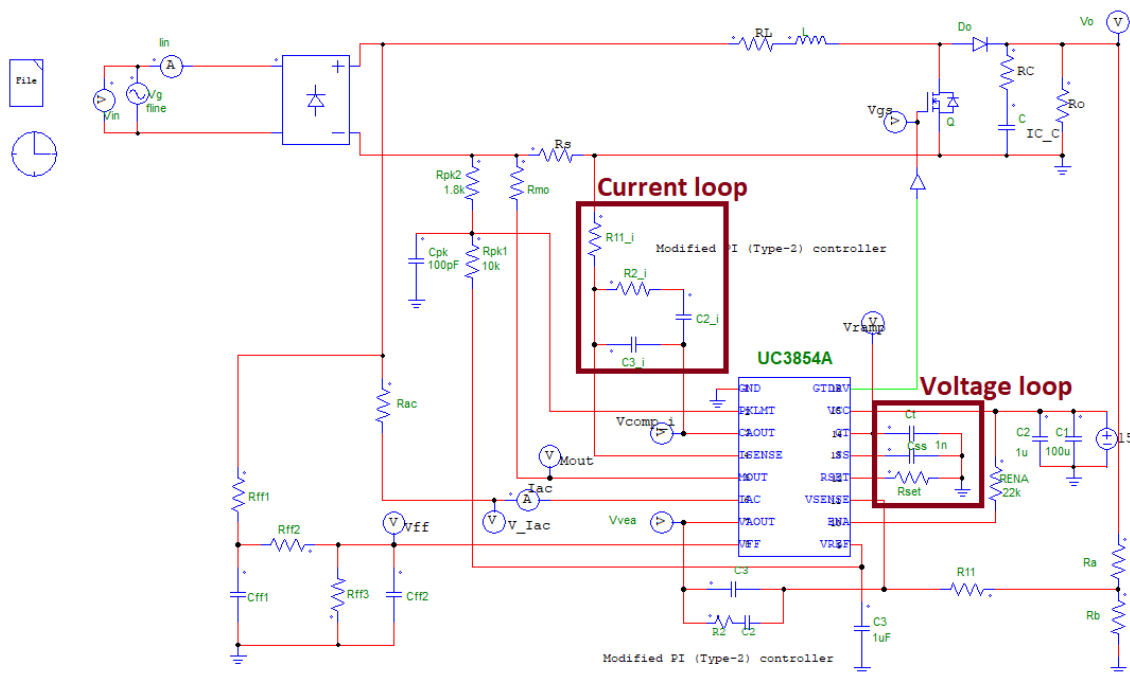 Iin
A
File
V
Vin
Vg
fline
RL
L
Do
Vo
V
RC
C
IC_C
Ro
Vgs
V
Q
Rs
Rpk2
1.8k
Rmo
Current loop
R11_i
Modified PI (Type-2) controller
Cpk
100pF
Rpk1
10k
R2_i
C2_i
C3_i
V
Vramp
UC3854A
Voltage loop
GND
GTDRV
PKLMT
VCC
CAOUT
CT
ISENSE
SS
MOUT
RSET
IAC
VSENSE
VAOUT
ENA
VFF
VREF
Ct
Css
1n
Rset
C2
1u
C1
100u
15
RENA
22k
Rac
Vcomp_i
V
V
Mout
Iac
A
V
V_Iac
Vvea
V
Rff1
Rff2
V
Vff
Cff1
Rff3
Cff2
C3
R2
C2
R11
C3
1uF
Ra
Rb
Modified PI (Type-2) controller